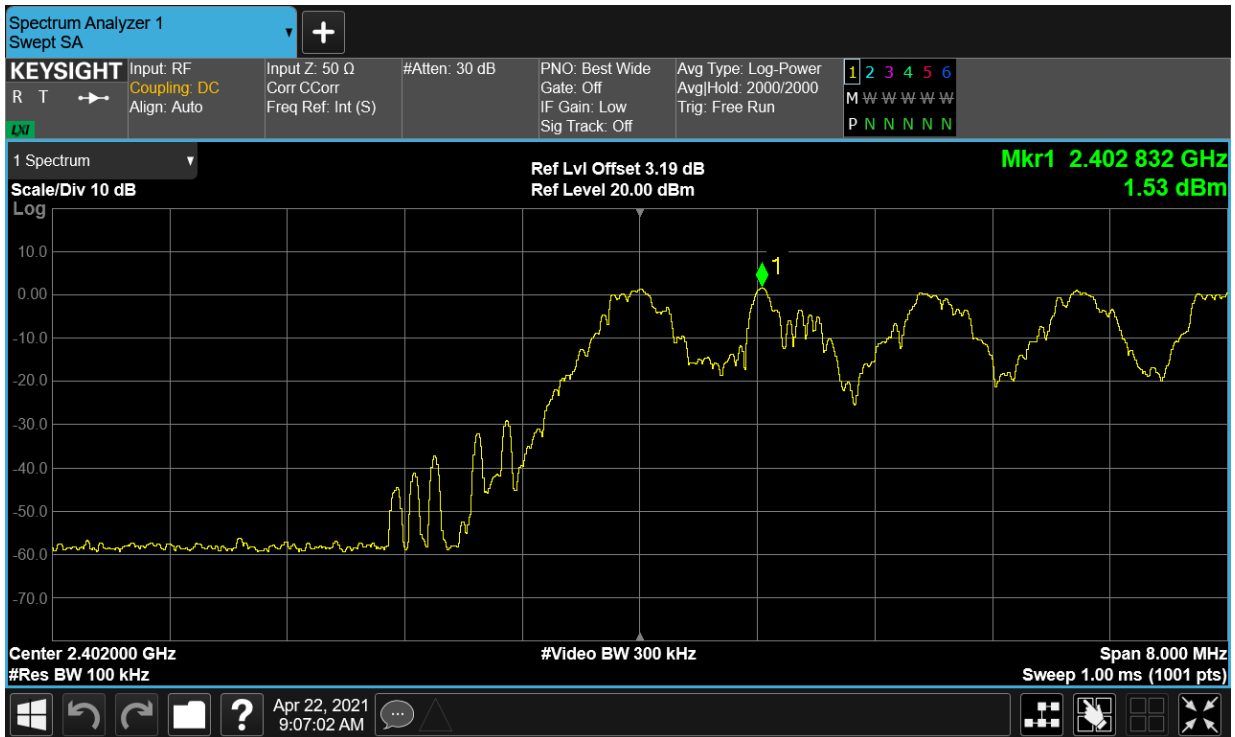 Spectrum Analyzer 1
Swept SA
+
KEYSIGHT
R T
LXI
Input: RF
Coupling: DC
Align: Auto
Input Z: 50 Ω
Corr CCorr
Freq Ref: Int (S)
#Atten: 30 dB
PNO: Best Wide
Gate: Off
IF Gain: Low
Sig Track: Off
Avg Type: Log-Power
Avg|Hold: 2000/2000
Trig: Free Run
1 2 3 4 5 6
M W W W W W
P N N N N N
1 Spectrum
Scale/Div 10 dB
Log
Ref Lvl Offset 3.19 dB
Ref Level 20.00 dBm
Mkr1 2.402 832 GHz
1.53 dBm
10.0
0.00
-10.0
-20.0
-30.0
-40.0
-50.0
-60.0
-70.0
1
Center 2.402000 GHz
#Res BW 100 kHz
#Video BW 300 kHz
Span 8.000 MHz
Sweep 1.00 ms (1001 pts)
?
Apr 22, 2021
9:07:02 AM